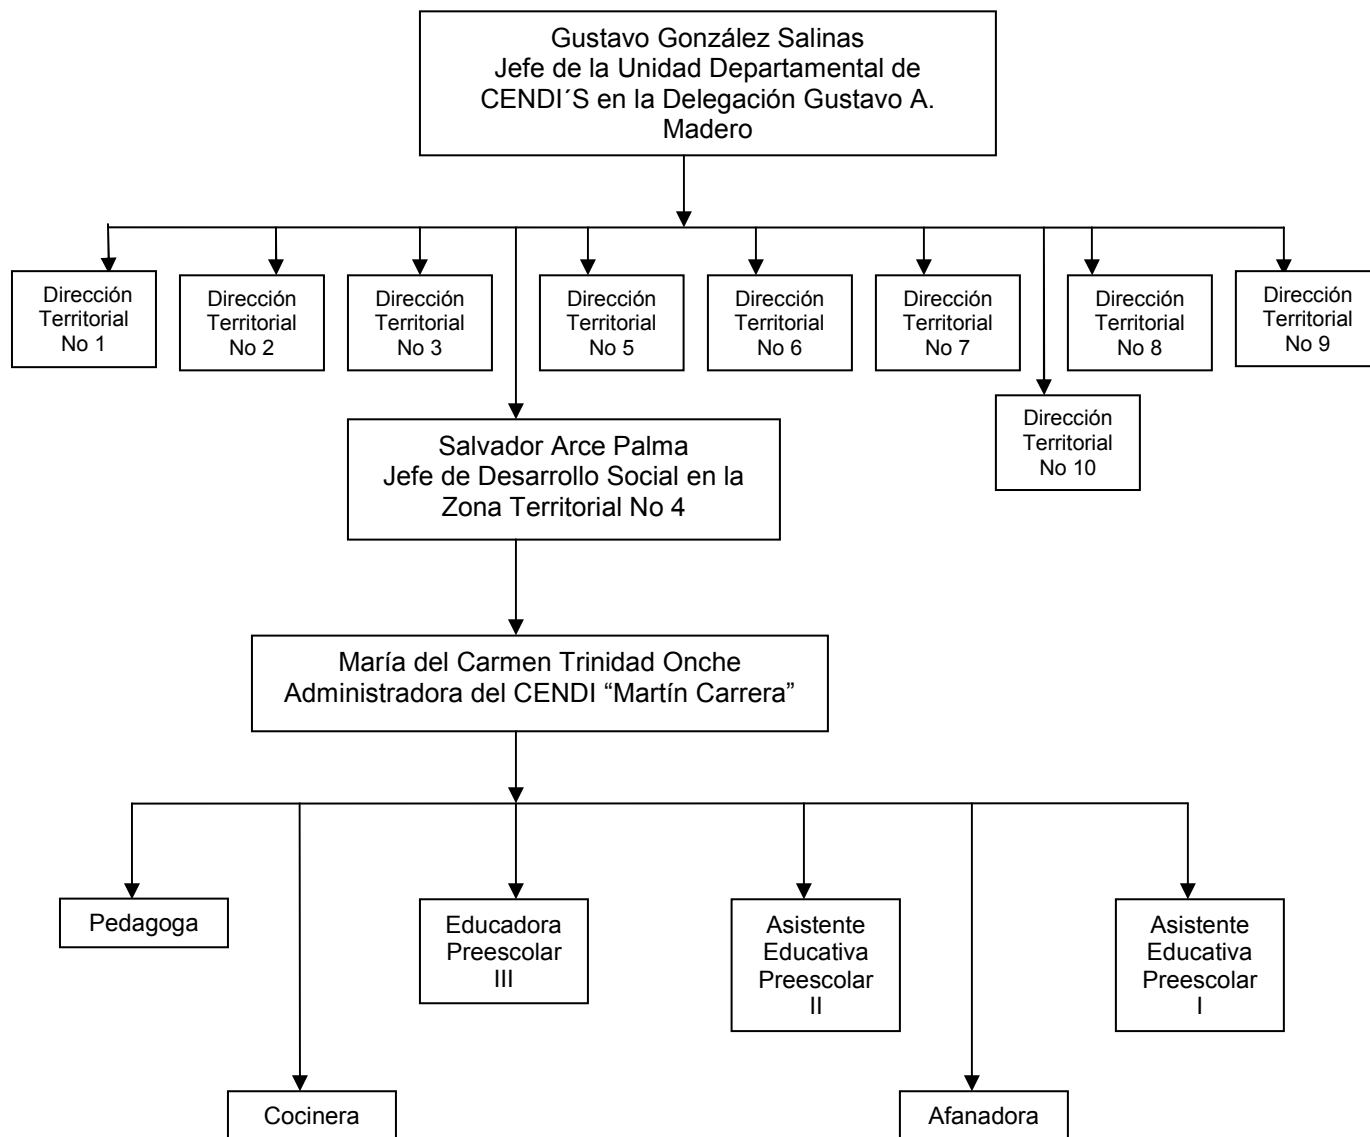 Gustavo González Salinas
Jefe de la Unidad Departamental de
CENDI´S en la Delegación Gustavo A.
Madero
Dirección
Territorial
No 1
Dirección
Territorial
No 2
Dirección
Territorial
No 3
Dirección
Territorial
No 5
Dirección
Territorial
No 6
Dirección
Territorial
No 7
Dirección
Territorial
No 8
Dirección
Territorial
No 9
Dirección
Territorial
No 10
Salvador Arce Palma
Jefe de Desarrollo Social en la
Zona Territorial No 4
María del Carmen Trinidad Onche
Administradora del CENDI “Martín Carrera”
Pedagoga
Educadora
Preescolar
III
Asistente
Educativa
Preescolar
II
Asistente
Educativa
Preescolar
I
Cocinera
Afanadora